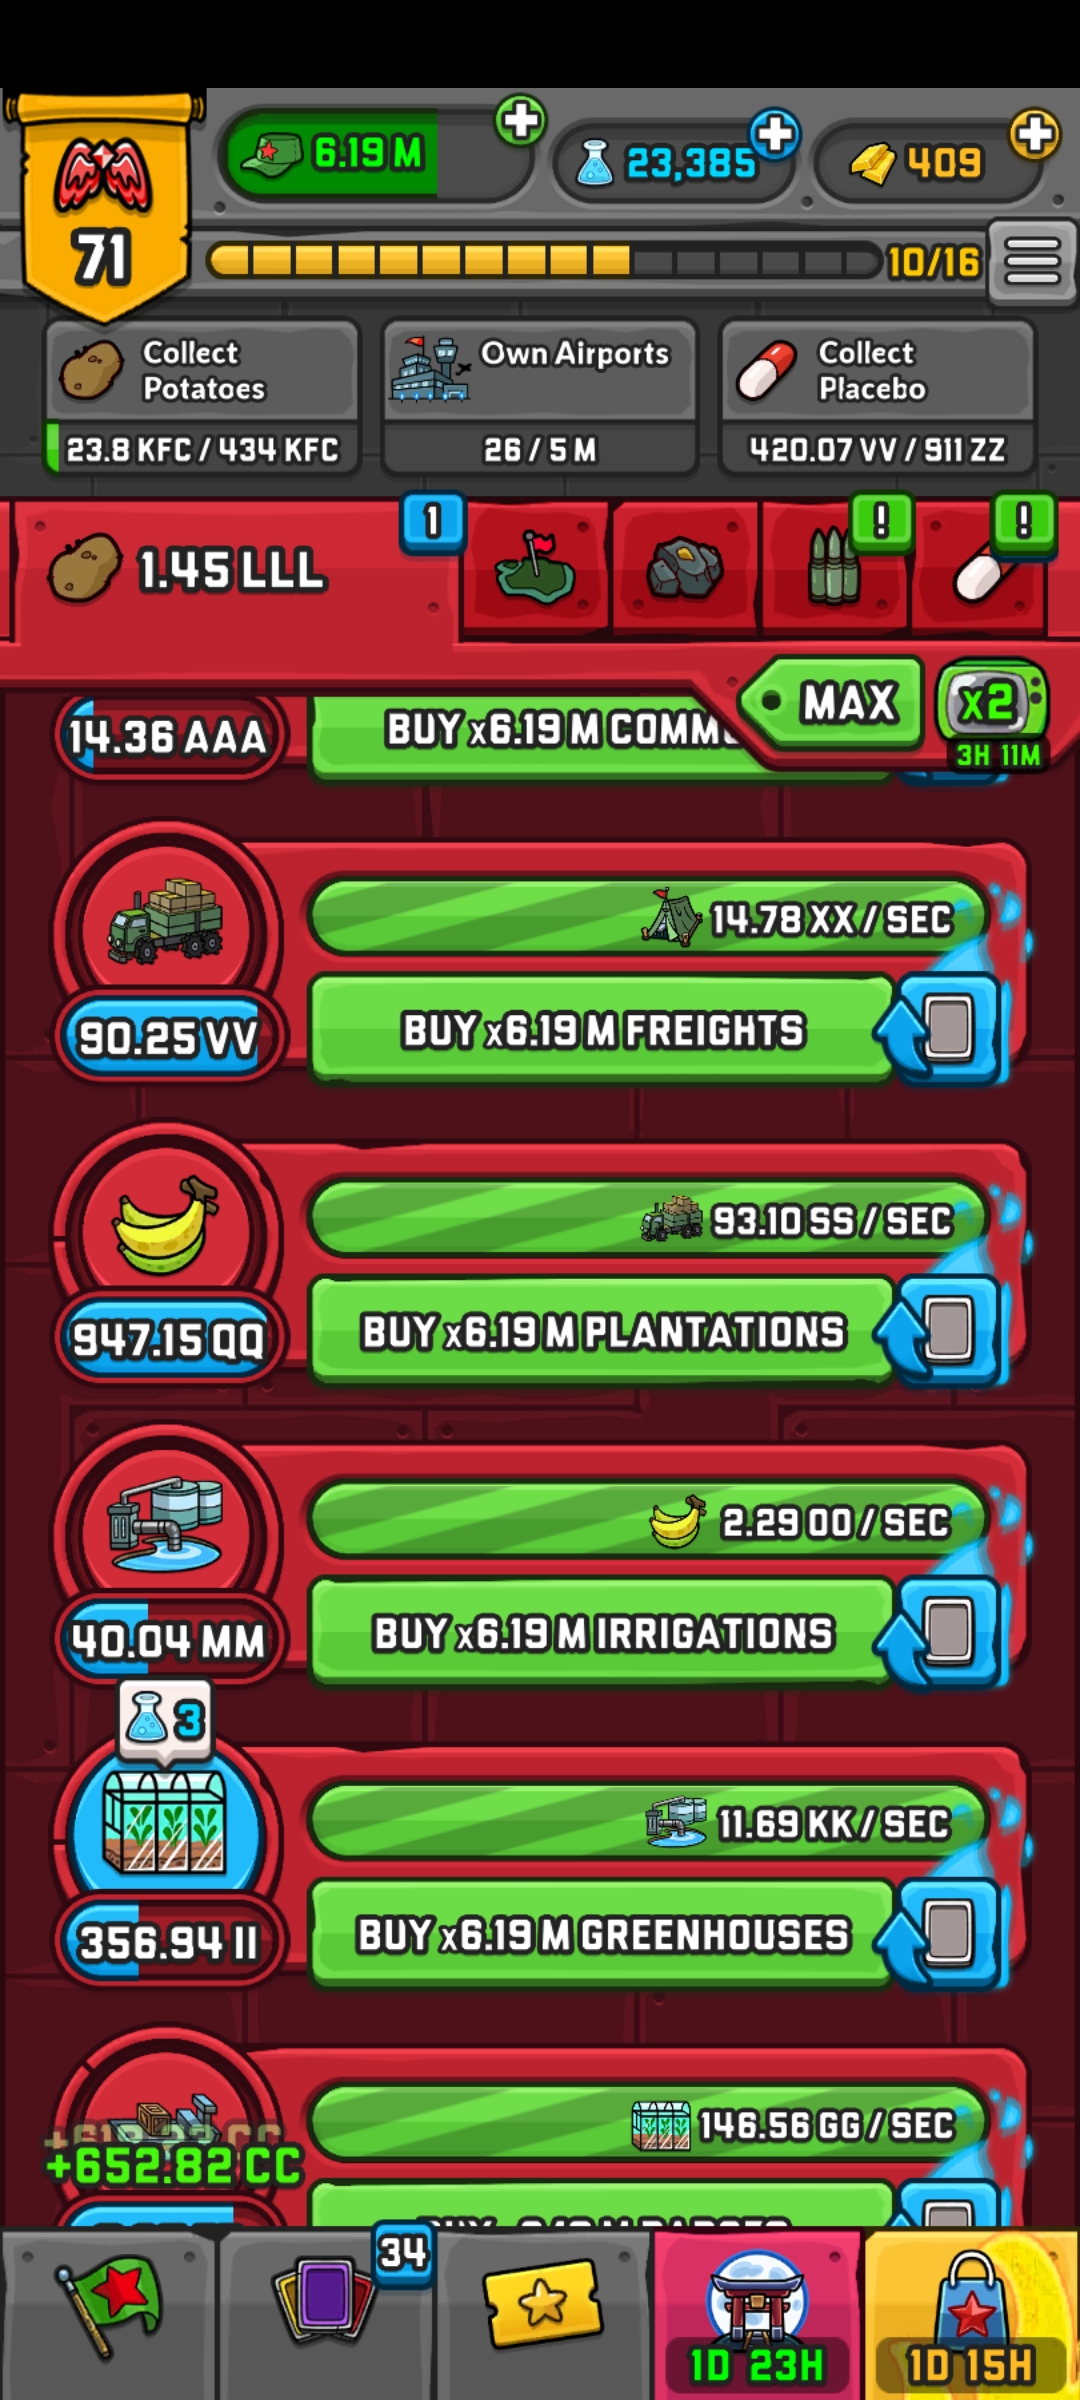 6.19 M
23,385
409
71
10/16
Collect
Potatoes
23.8 KFC / 434 KFC
Own Airports
26 / 5 M
Collect
Placebo
420.07 VV / 911 ZZ
1.45 LLL
1
!
!
MAX
x2
3H 11M
14.36 AAA
BUY x6.19 M
14.78 XX / SEC
90.25 VV
BUY x6.19 M FREIGHTS
93.10 SS / SEC
947.15 QQ
BUY x6.19 M PLANTATIONS
2.29 OO / SEC
40.04 MM
BUY x6.19 M IRRIGATIONS
3
11.69 KK / SEC
356.94 II
BUY x6.19 M GREENHOUSES
146.56 GG / SEC
+652.82 CC
34
1D 23H
1D 15H